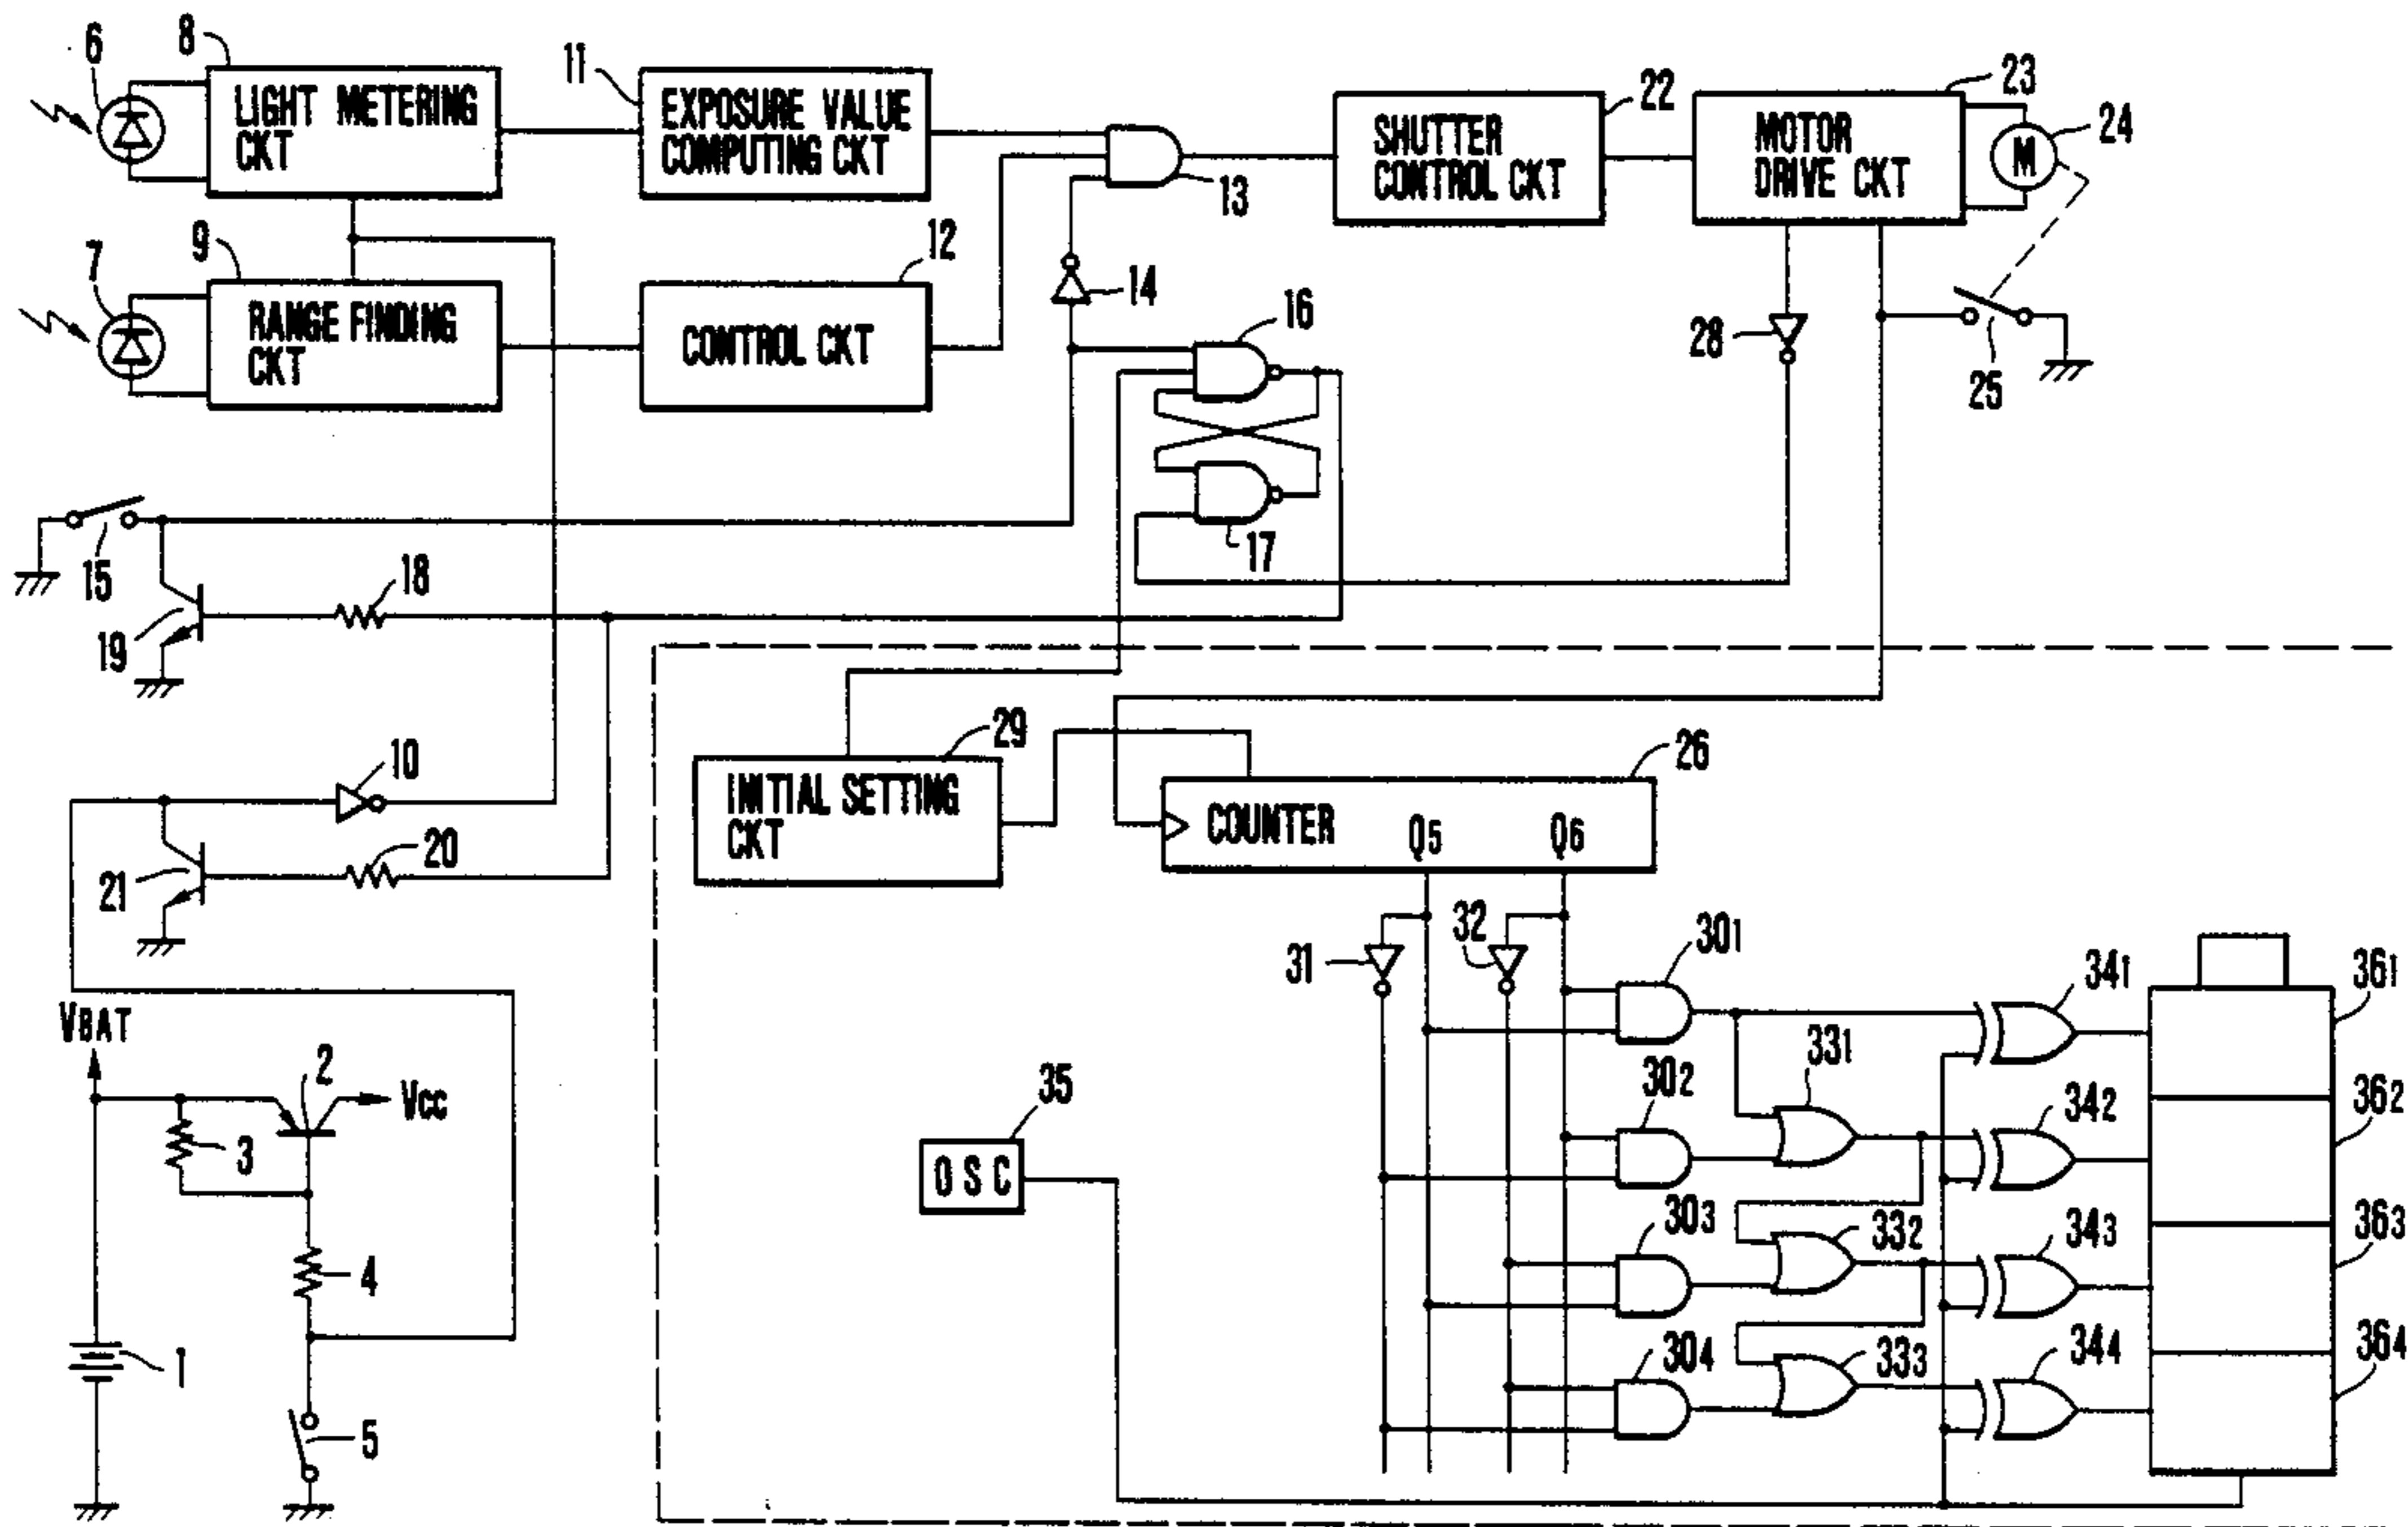 6
8
LIGHT METERING
CKT
11
EXPOSURE VALUE
COMPUTING CKT
13
SHUTTER
CONTROL CKT
22
MOTOR
DRIVE CKT
23
M
24
7
9
RANGE FINDING
CKT
12
CONTROL CKT
14
16
28
25
15
17
18
19
10
29
INITIAL SETTING
CKT
26
COUNTER
Q5
Q6
20
21
31
32
301
341
361
VBAT
2
Vcc
3
35
OSC
302
331
342
362
303
332
343
363
4
304
333
344
364
1
5